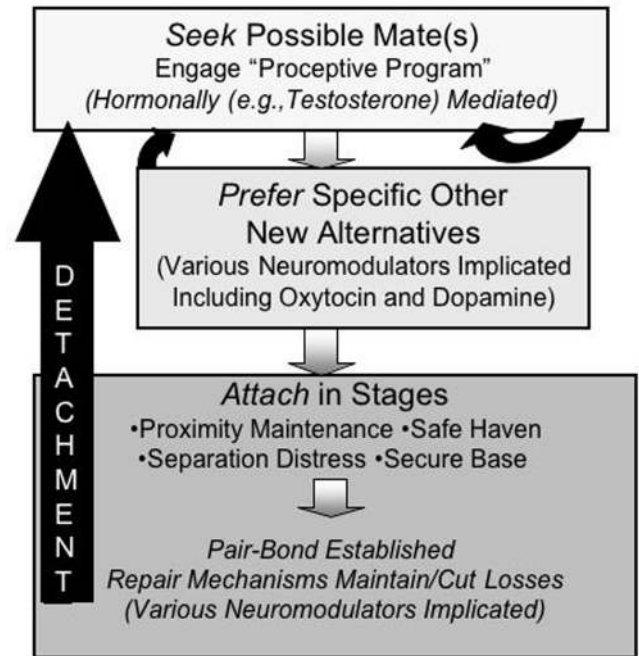 Seek Possible Mate(s)
Engage “Proceptive Program”
(Hormonally (e.g.,Testosterone) Mediated)
Prefer Specific Other
New Alternatives
(Various Neuromodulators Implicated
Including Oxytocin and Dopamine)
DETACHMENT
Attach in Stages
•Proximity Maintenance •Safe Haven
•Separation Distress •Secure Base
Pair-Bond Established
Repair Mechanisms Maintain/Cut Losses
(Various Neuromodulators Implicated)